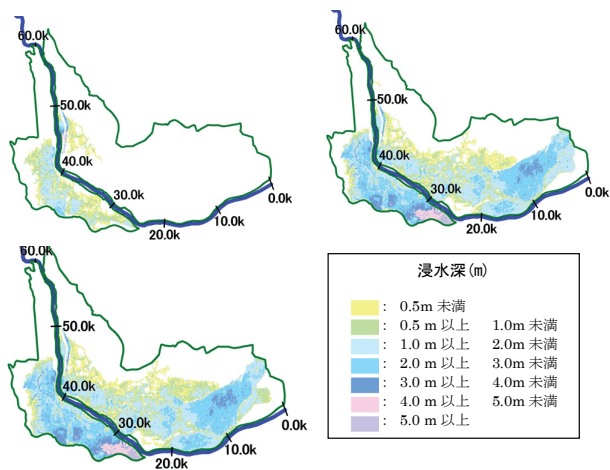 60.0k
50.0k
40.0k
30.0k
20.0k
10.0k
0.0k
60.0k
50.0k
40.0k
30.0k
20.0k
10.0k
0.0k
60.0k
50.0k
40.0k
30.0k
20.0k
10.0k
0.0k
浸水深(m)
: 0.5m 未満
: 0.5 m 以上 1.0m 未満
: 1.0 m 以上 2.0m 未満
: 2.0 m 以上 3.0m 未満
: 3.0 m 以上 4.0m 未満
: 4.0 m 以上 5.0m 未満
: 5.0 m 以上